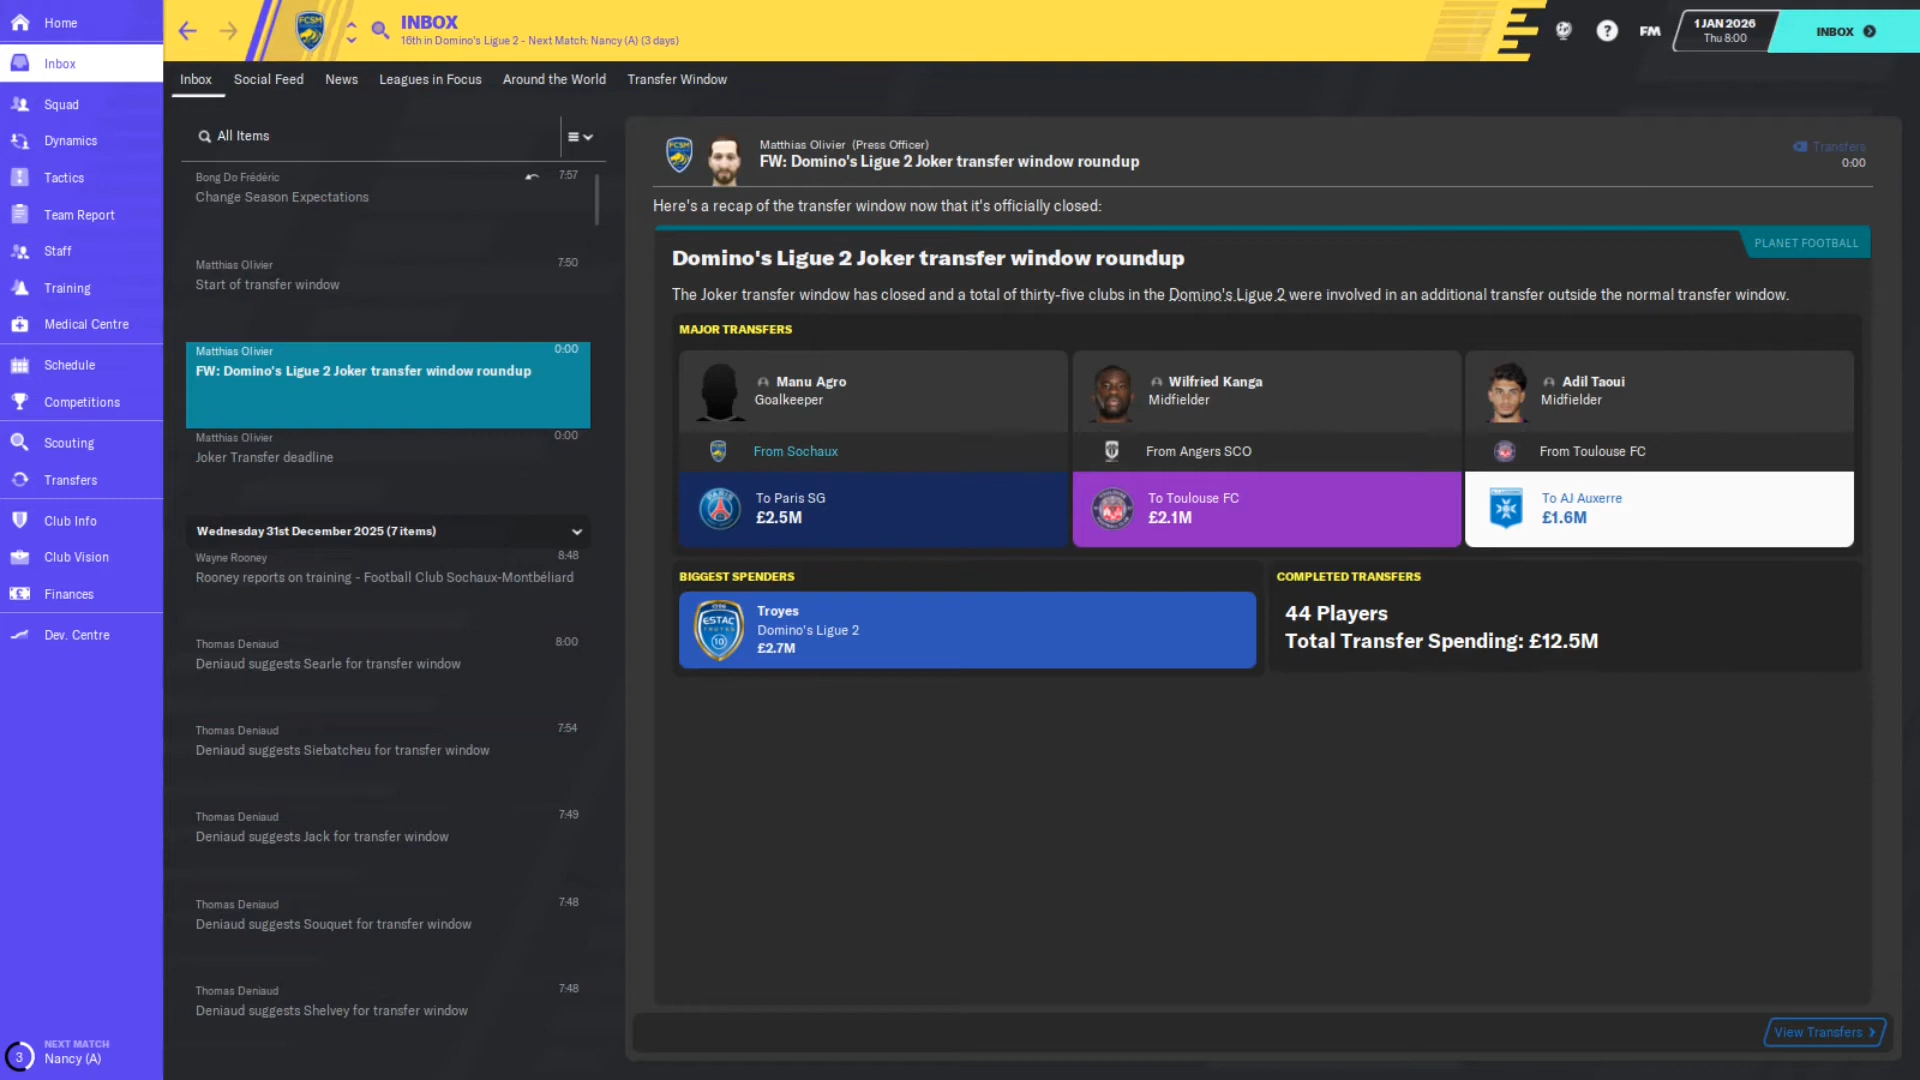 Home
Inbox
Squad
Dynamics
Tactics
Team Report
Staff
Training
Medical Centre
Schedule
Competitions
Scouting
Transfers
Club Info
Club Vision
Finances
Dev. Centre
3
NEXT MATCH
Nancy (A)
FCSM
INBOX
16th in Domino's Ligue 2 - Next Match: Nancy (A) (3 days)
?
FM
1 JAN 2026
Thu 8:00
INBOX
Inbox Social Feed News Leagues in Focus Around the World Transfer Window
All Items
Bong Do Frédéric 7:57
Change Season Expectations
Matthias Olivier 7:50
Start of transfer window
Matthias Olivier 0:00
FW: Domino's Ligue 2 Joker transfer window roundup
Matthias Olivier 0:00
Joker Transfer deadline
Wednesday 31st December 2025 (7 items)
Wayne Rooney 8:48
Rooney reports on training - Football Club Sochaux-Montbéliard
Thomas Deniaud 8:00
Deniaud suggests Searle for transfer window
Thomas Deniaud 7:54
Deniaud suggests Siebatcheu for transfer window
Thomas Deniaud 7:49
Deniaud suggests Jack for transfer window
Thomas Deniaud 7:48
Deniaud suggests Souquet for transfer window
Thomas Deniaud 7:48
Deniaud suggests Shelvey for transfer window
FCSM
Matthias Olivier (Press Officer)
FW: Domino's Ligue 2 Joker transfer window roundup
Transfers
0:00
Here's a recap of the transfer window now that it's officially closed:
PLANET FOOTBALL
Domino's Ligue 2 Joker transfer window roundup
The Joker transfer window has closed and a total of thirty-five clubs in the Domino's Ligue 2 were involved in an additional transfer outside the normal transfer window.
MAJOR TRANSFERS
Manu Agro
Goalkeeper
From Sochaux
To Paris SG
£2.5M
Wilfried Kanga
Midfielder
From Angers SCO
To Toulouse FC
£2.1M
Adil Taoui
Midfielder
From Toulouse FC
To AJ Auxerre
£1.6M
BIGGEST SPENDERS
ESTAC
TROYES
10
Troyes
Domino's Ligue 2
£2.7M
COMPLETED TRANSFERS
44 Players
Total Transfer Spending: £12.5M
View Transfers